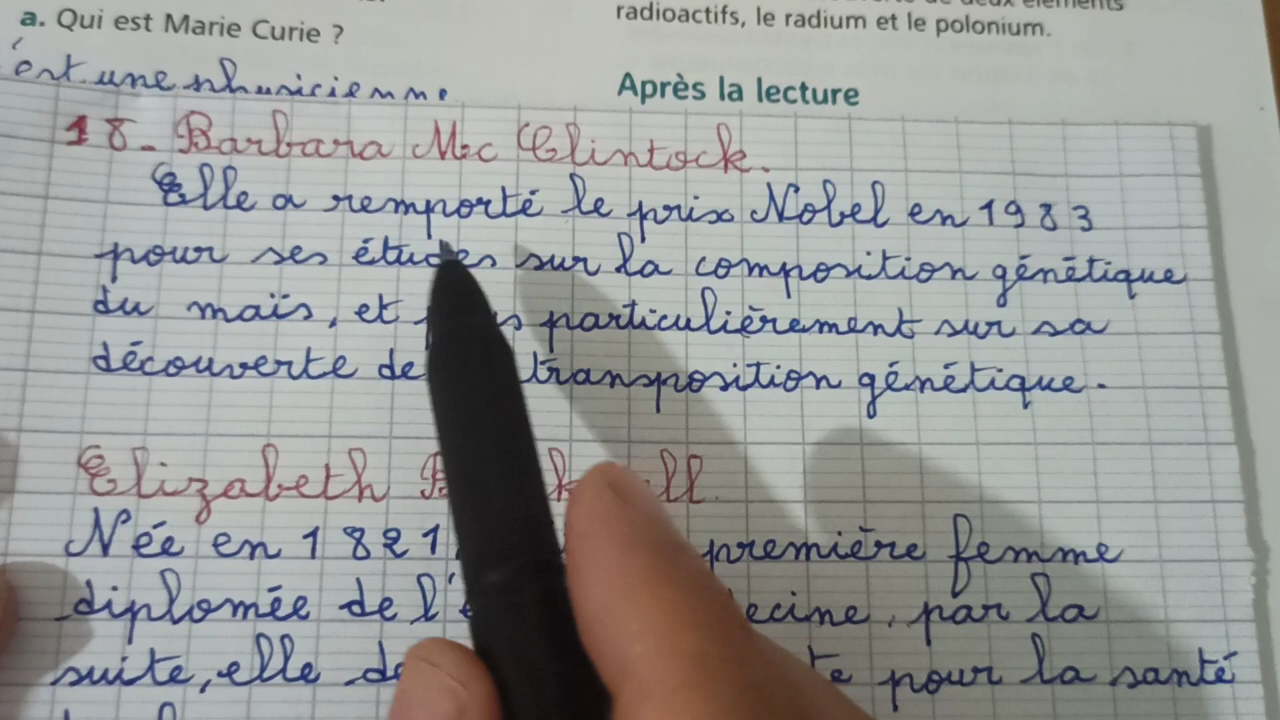 radioactifs, le radium et le polonium.
a. Qui est Marie Curie ?
une
Après la lecture
18. Barbara Mc Clintock.
Elle a remporté le prix Nobel en 1983
pour ses études sur la composition génétique
du maïs, et particulièrement sur sa
découverte de transposition génétique.
Elizabeth
Née en 1821 première femme
diplômée de l'
par la
suite, elle pour la santé